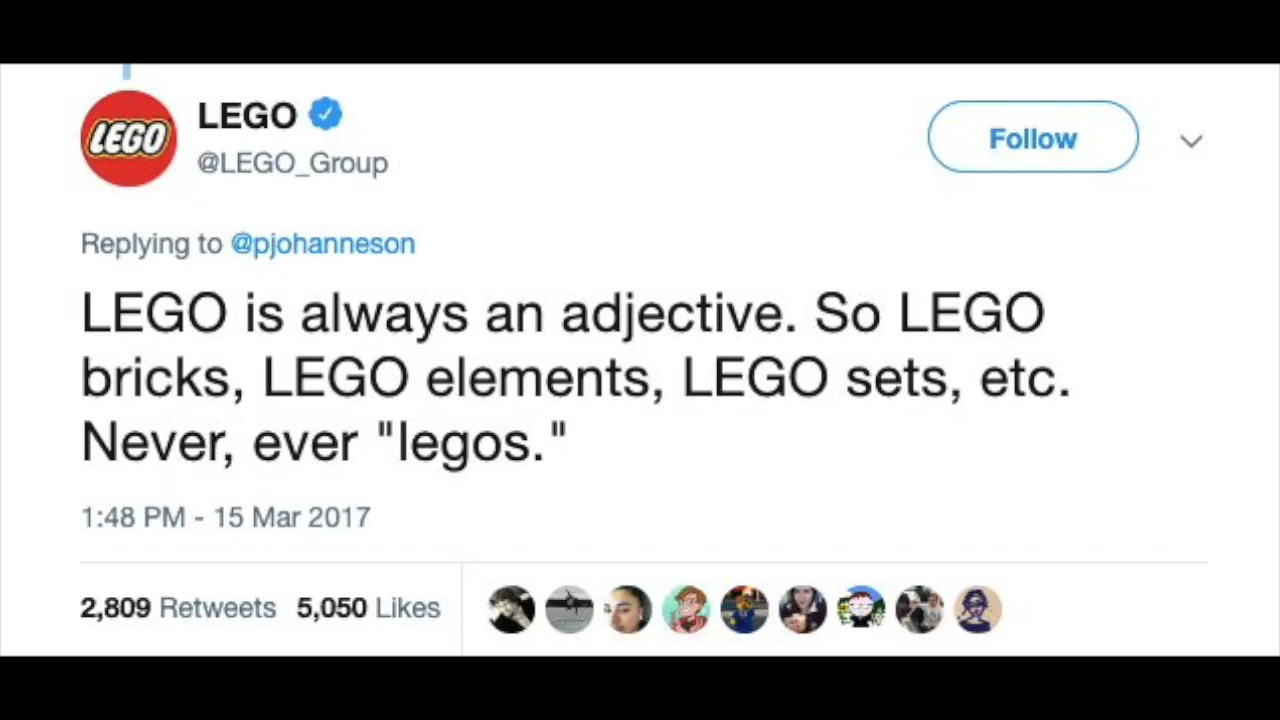 LEGO
LEGO
@LEGO_Group
Follow
Replying to @pjohanneson
LEGO is always an adjective. So LEGO
bricks, LEGO elements, LEGO sets, etc.
Never, ever "legos."
1:48 PM - 15 Mar 2017
2,809 Retweets 5,050 Likes